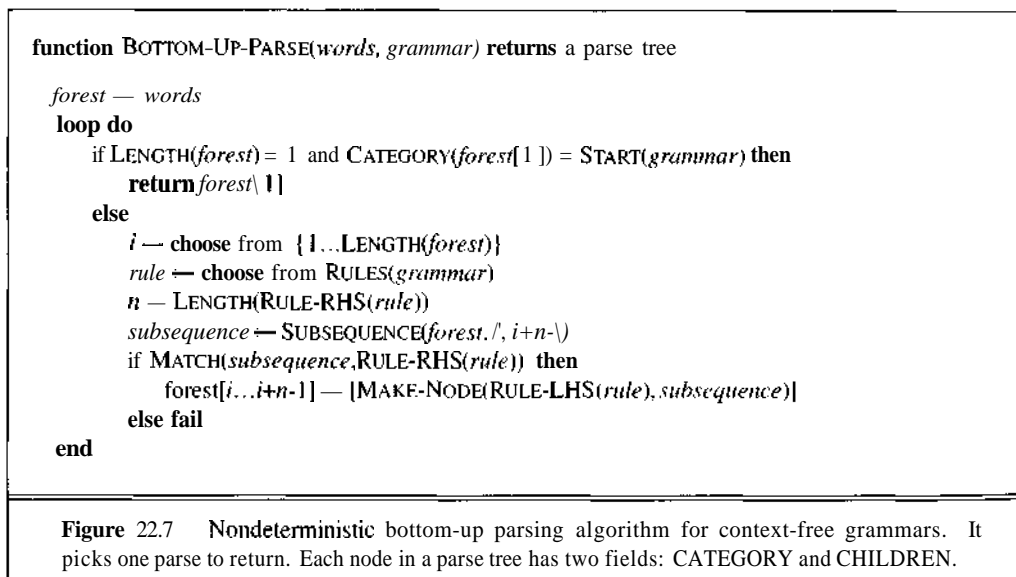 function BOTTOM-UP-PARSE(words, grammar) returns a parse tree
forest — words
loop do
if LENGTH(forest) = 1 and CATEGORY(forest[1]) = START(grammar) then
return forest\ 1]
else
i — choose from {1...LENGTH(forest)}
rule — choose from RULES(grammar)
n — LENGTH(RULE-RHS(rule))
subsequence — SUBSEQUENCE(forest./', i+n-\)
if MATCH(subsequence,RULE-RHS(rule)) then
forest[i...i+n-1] — [MAKE-NODE(RULE-LHS(rule),subsequence)]
else fail
end
Figure 22.7 Nondeterministic bottom-up parsing algorithm for context-free grammars. It
picks one parse to return. Each node in a parse tree has two fields: CATEGORY and CHILDREN.